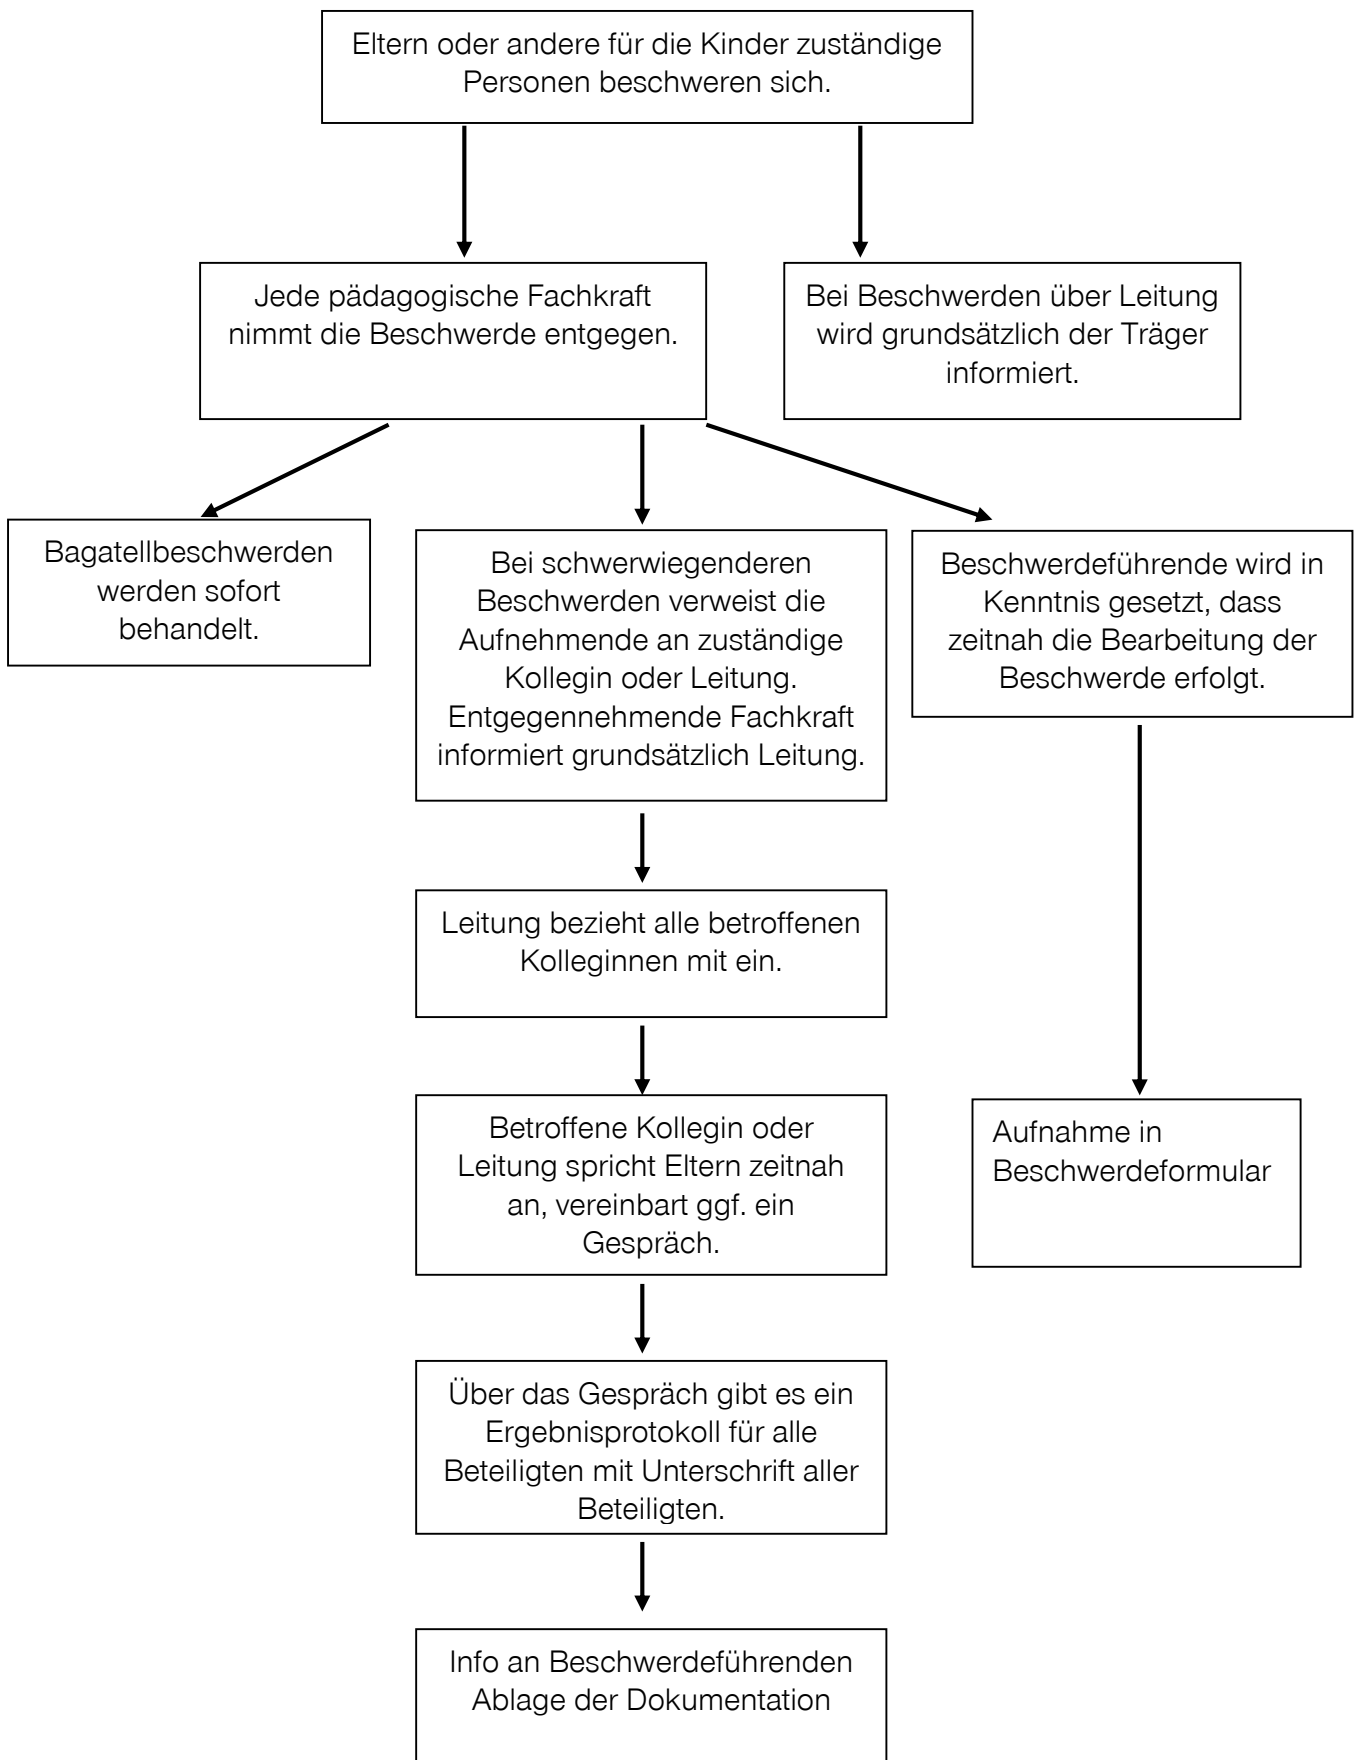 Eltern oder andere für die Kinder zuständige
Personen beschweren sich.
Jede pädagogische Fachkraft
nimmt die Beschwerde entgegen.
Bei Beschwerden über Leitung
wird grundsätzlich der Träger
informiert.
Bagatellbeschwerden
werden sofort
behandelt.
Bei schwerwiegenderen
Beschwerden verweist die
Aufnehmende an zuständige
Kollegin oder Leitung.
Entgegennehmende Fachkraft
informiert grundsätzlich Leitung.
Beschwerdeführende wird in
Kenntnis gesetzt, dass
zeitnah die Bearbeitung der
Beschwerde erfolgt.
Leitung bezieht alle betroffenen
Kolleginnen mit ein.
Betroffene Kollegin oder
Leitung spricht Eltern zeitnah
an, vereinbart ggf. ein
Gespräch.
Aufnahme in
Beschwerdeformular
Über das Gespräch gibt es ein
Ergebnisprotokoll für alle
Beteiligten mit Unterschrift aller
Beteiligten.
Info an Beschwerdeführenden
Ablage der Dokumentation